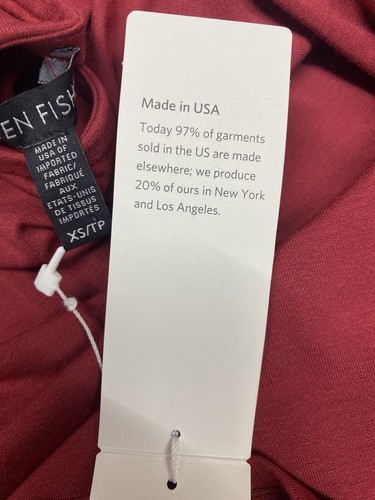 EN FISH
MADE IN
USA OF
IMPORTED
FABRIC/
FABRIQUÉ
AUX
ETATS-UNIS
DE TISSUS
IMPORTÉS
XS/TP
Made in USA
Today 97% of garments
sold in the US are made
elsewhere; we produce
20% of ours in New York
and Los Angeles.